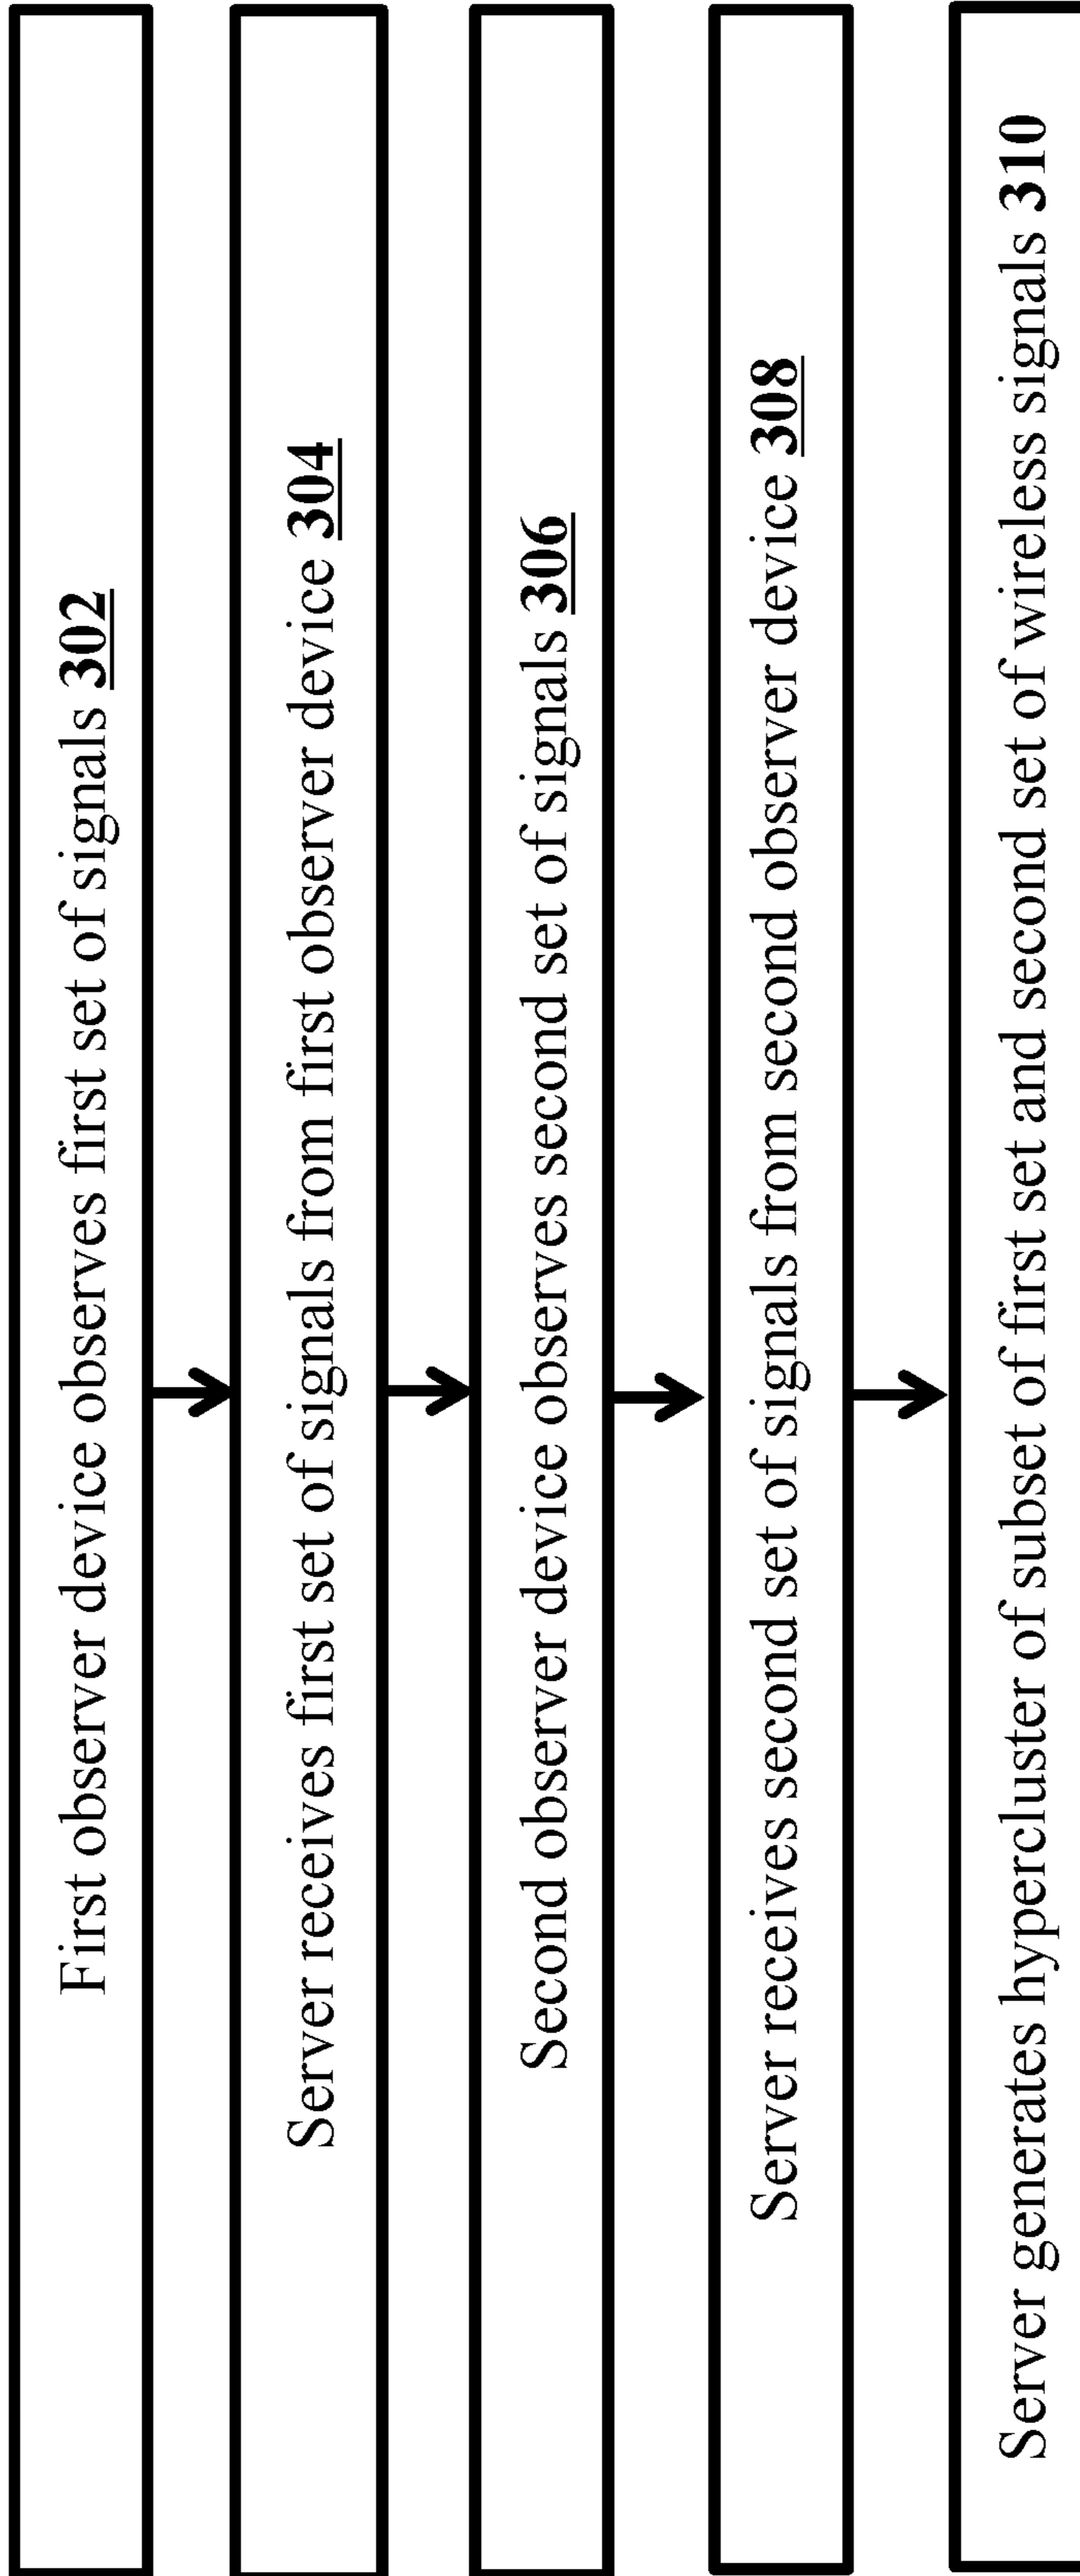 First observer device observes first set of signals 302
Server receives first set of signals from first observer device 304
Second observer device observes second set of signals 306
Server receives second set of signals from second observer device 308
Server generates hypercluster of subset of first set and second set of wireless signals 310